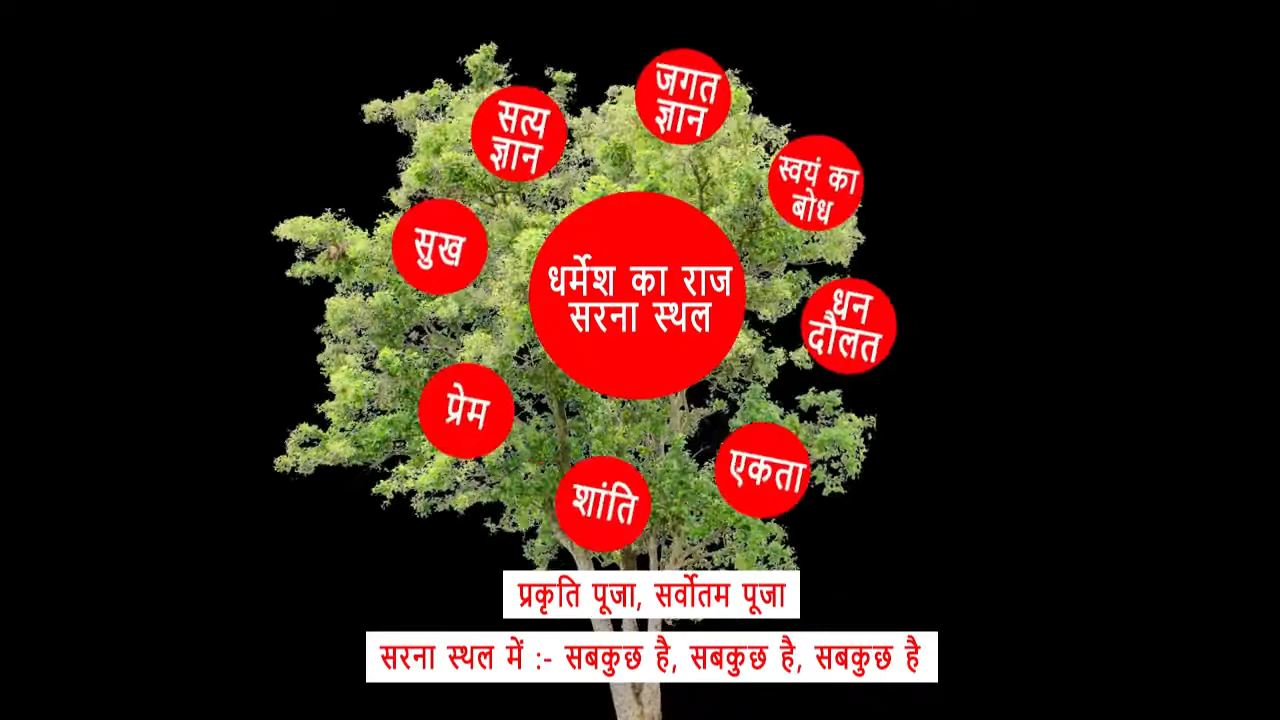 जगत
ज्ञान
सत्य
ज्ञान
स्वयं का
बोध
सुख
धर्मेश का राज
सरना स्थल
धन
दौलत
प्रेम
एकता
शांति
प्रकृति पूजा, सर्वोतम पूजा
सरना स्थल में :- सबकुछ है, सबकुछ है, सबकुछ है